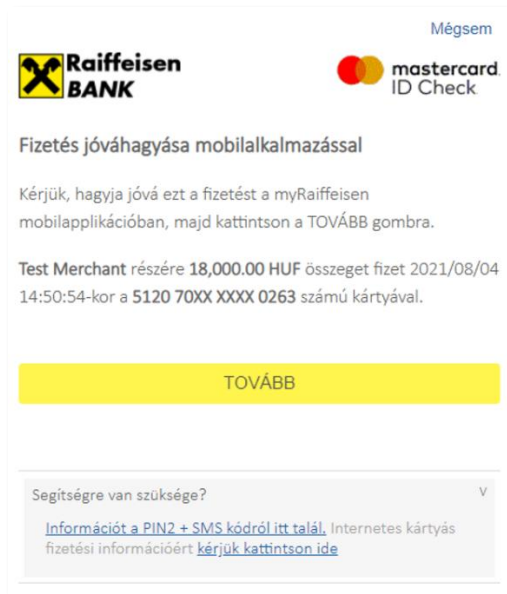 Mégsem
Raiffeisen
BANK
mastercard.
ID Check
Fizetés jóváhagyása mobilalkalmazással
Kérjük, hagyja jóvá ezt a fizetést a myRaiffeisen
mobilapplikációban, majd kattintson a TOVÁBB gombra.
Test Merchant részére 18,000.00 HUF összeget fizet 2021/08/04
14:50:54-kor a 5120 70XX XXXX 0263 számú kártyával.
TOVÁBB
Segítségre van szüksége? V
Információt a PIN2 + SMS kódról itt talál. Internetes kártyás
fizetési információért kérjük kattintson ide